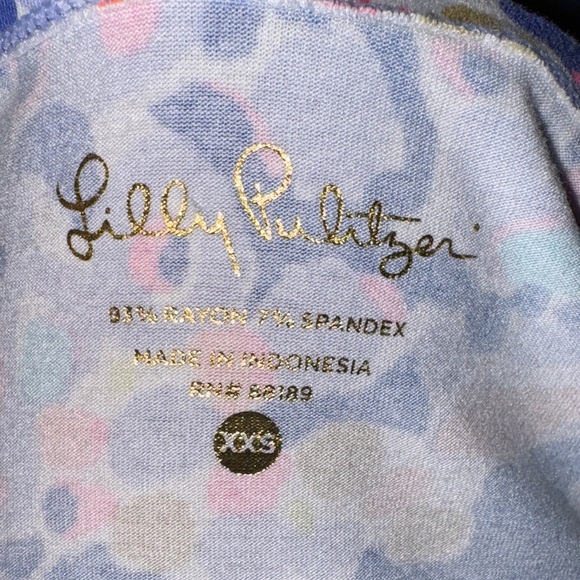 Lilly Pulitzer
93% RAYON 7% SPANDEX
MADE IN INDONESIA
RN# 58189
XXS